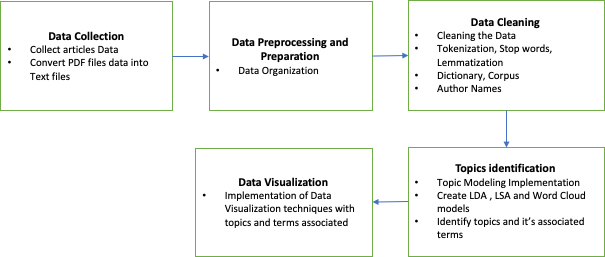 Data Collection
• Collect articles Data
• Convert PDF files data into
Text files
Data Preprocessing and
Preparation
• Data Organization
Data Cleaning
• Cleaning the Data
• Tokenization, Stop words,
Lemmatization
• Dictionary, Corpus
• Author Names
Topics identification
• Topic Modeling Implementation
• Create LDA , LSA and Word Cloud
models
• Identify topics and it's associated
terms
Data Visualization
• Implementation of Data
Visualization techniques with
topics and terms associated